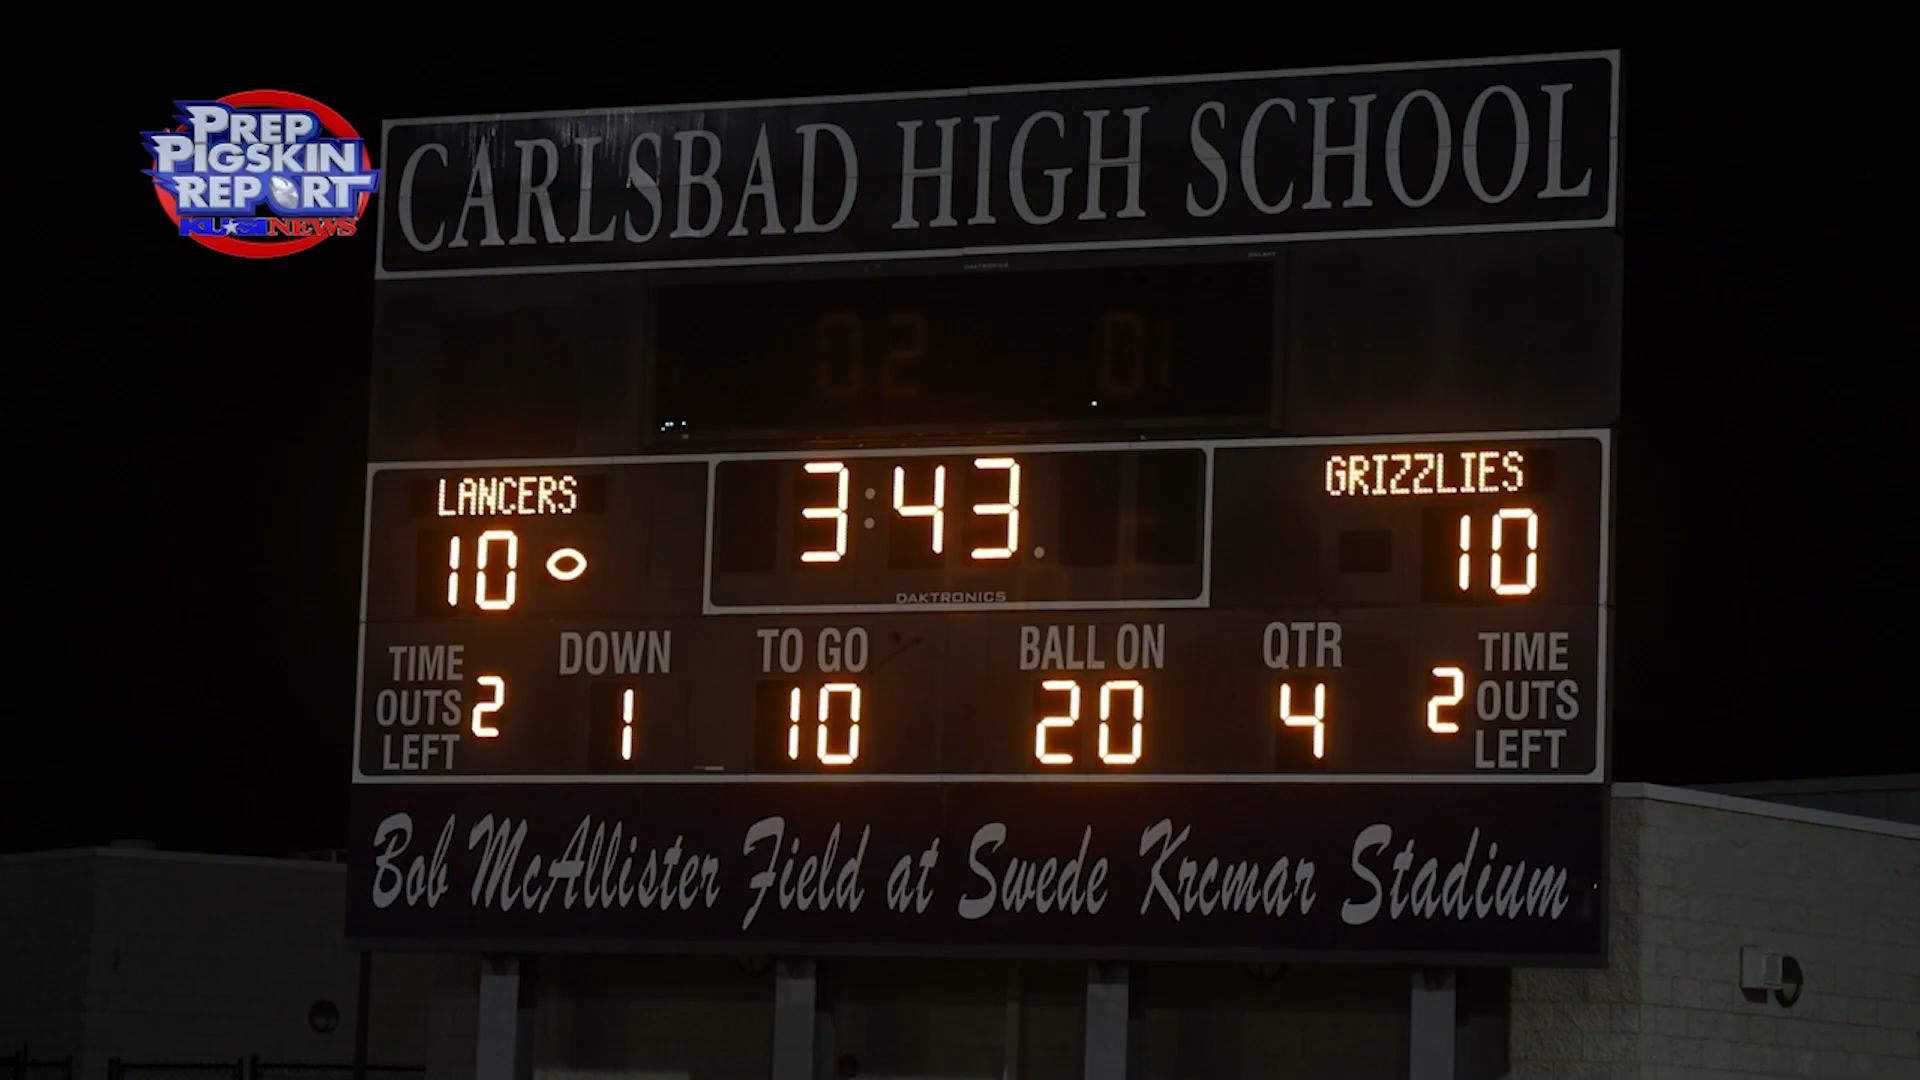 PREP
PIGSKIN
REPORT
KUSI NEWS
CARLSBAD HIGH SCHOOL
DAKTRONICS
LANCERS
10
3:43
GRIZZLIES
10
DAKTRONICS
TIME OUTS LEFT 2
DOWN
1
TO GO
10
BALL ON
20
QTR
4
2 TIME OUTS LEFT
Bob McAllister Field at Swede Krcmar Stadium